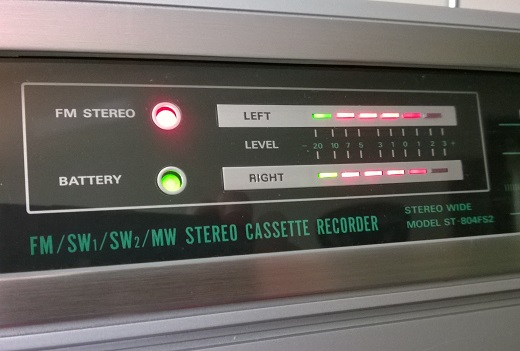 FM STEREO
LEFT
LEVEL
- 20 10 7 5 3 1 0 1 2 3 +
BATTERY
RIGHT
STEREO WIDE
MODEL ST-804FS2
FM/SW1/SW2/MW STEREO CASSETTE RECORDER